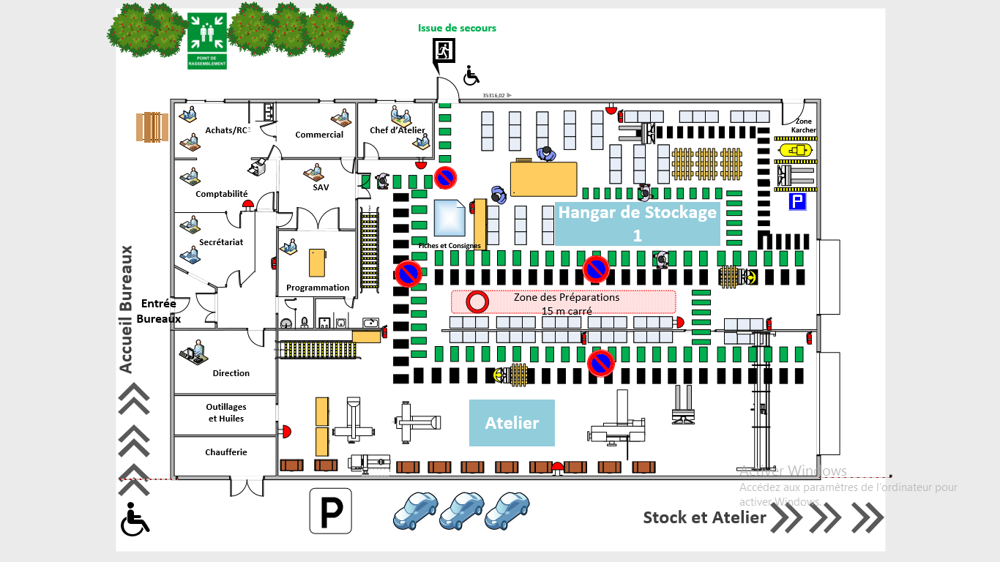 Issue de secours
POINT DE
RASSEMBLEMENT
35316,02
Achats/RC
Commercial
Chef d'Atelier
Zone
Karcher
SAV
Comptabilité
P
Hangar de Stockage
1
Secrétariat
Fiches et Consignes
Programmation
Entrée
Bureaux
Accueil Bureaux
Zone des Préparations
15 m carré
Direction
Outillages
et Huiles
Atelier
Chaufferie
Activer Windows
Accédez aux paramètres de l'ordinateur pour
activer Windows.
P
Stock et Atelier